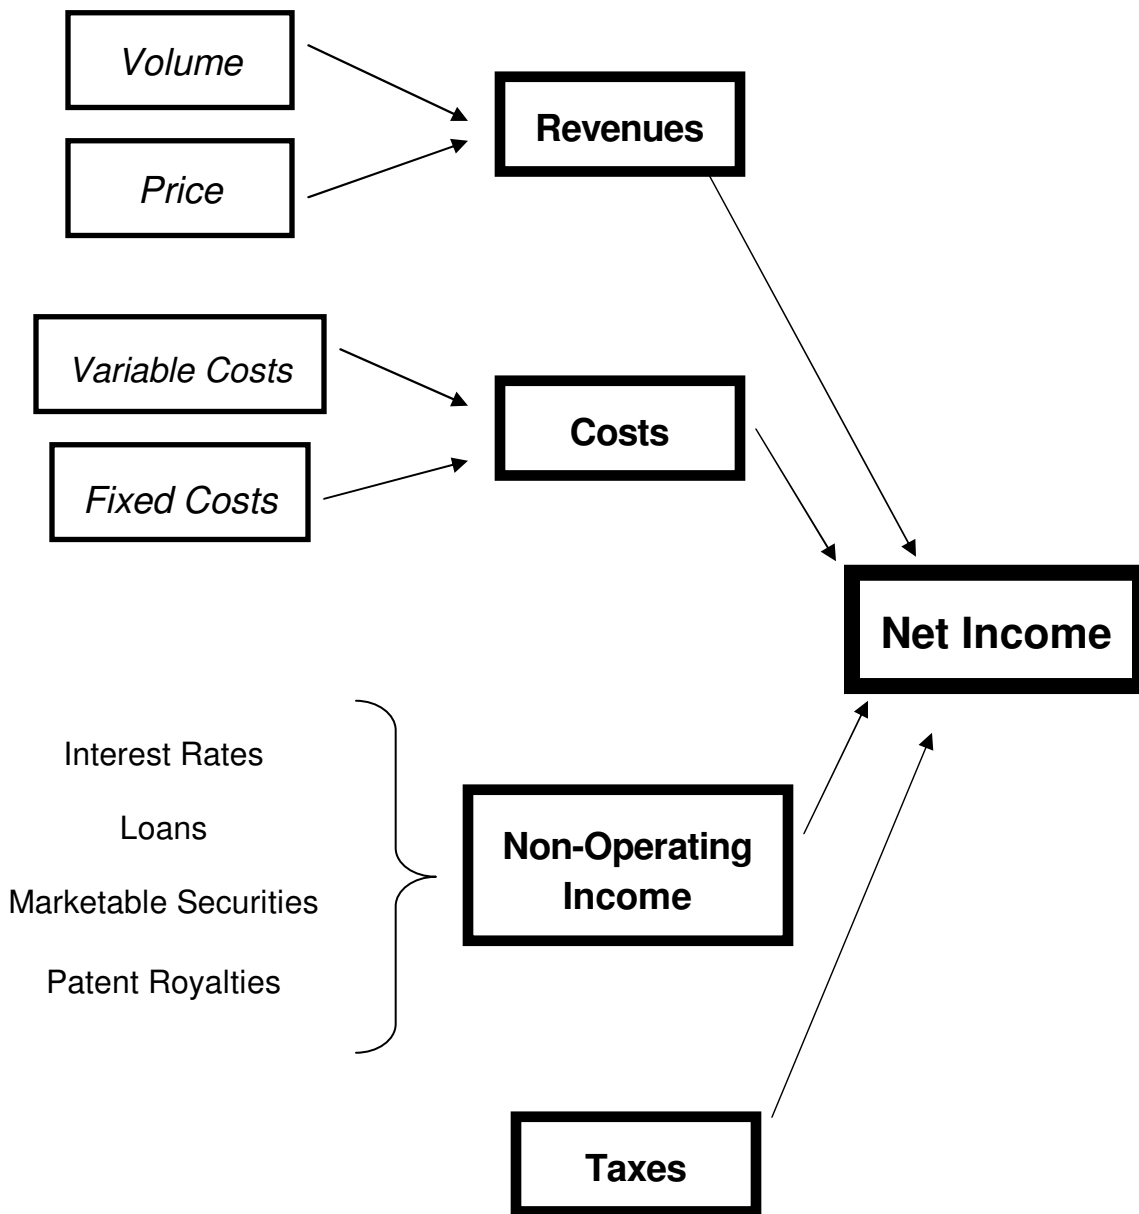 Volume
Price
Revenues
Variable Costs
Fixed Costs
Costs
Net Income
Interest Rates
Loans
Marketable Securities
Patent Royalties
Non-Operating
Income
Taxes